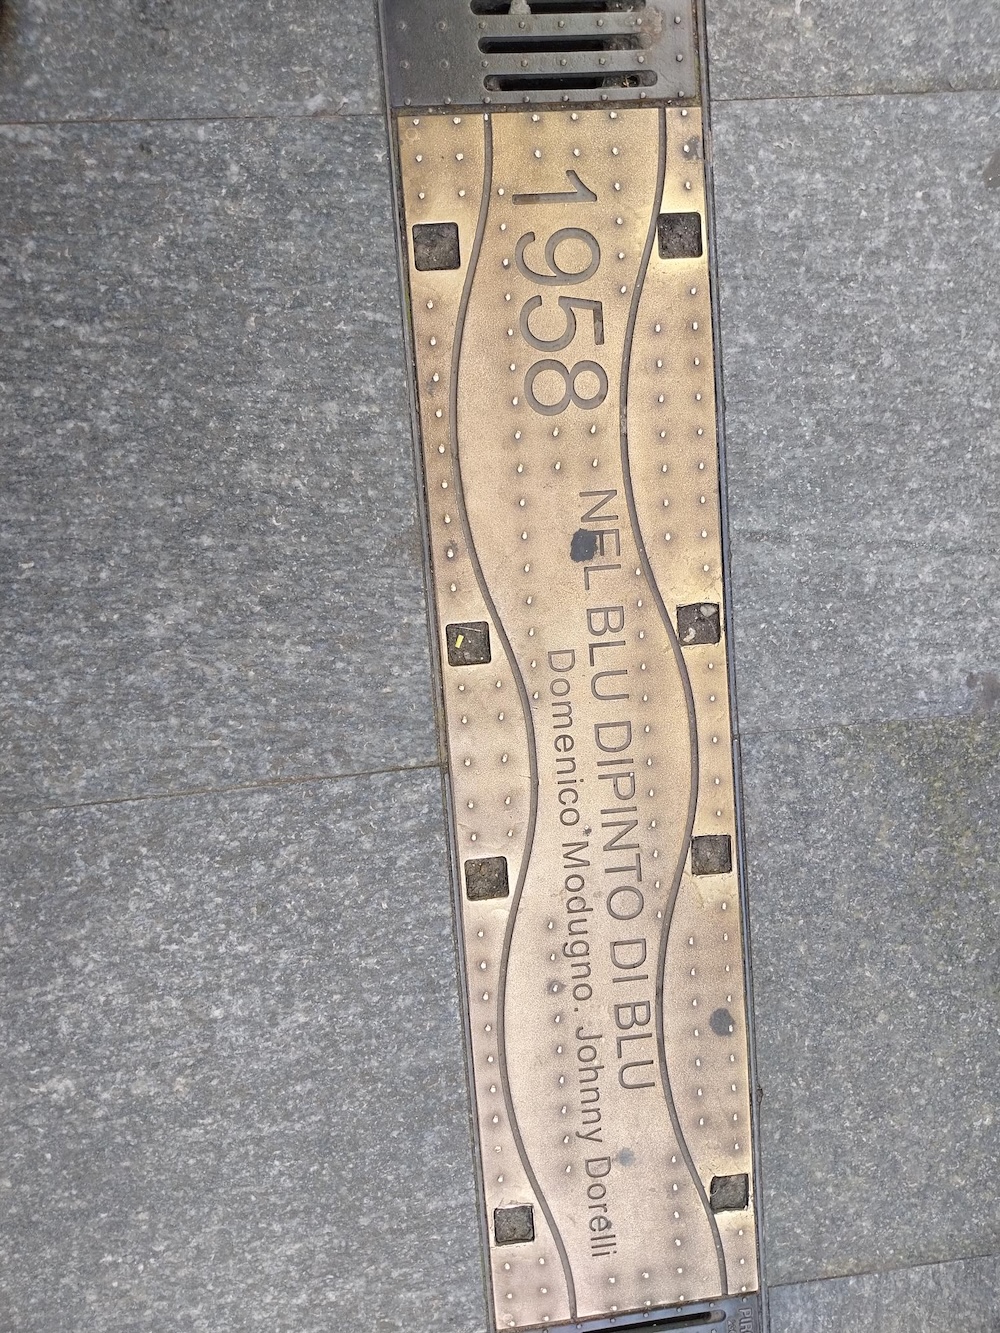 1958
NEL BLU DIPINTO DI BLU
Domenico Modugno. Johnny Dorelli